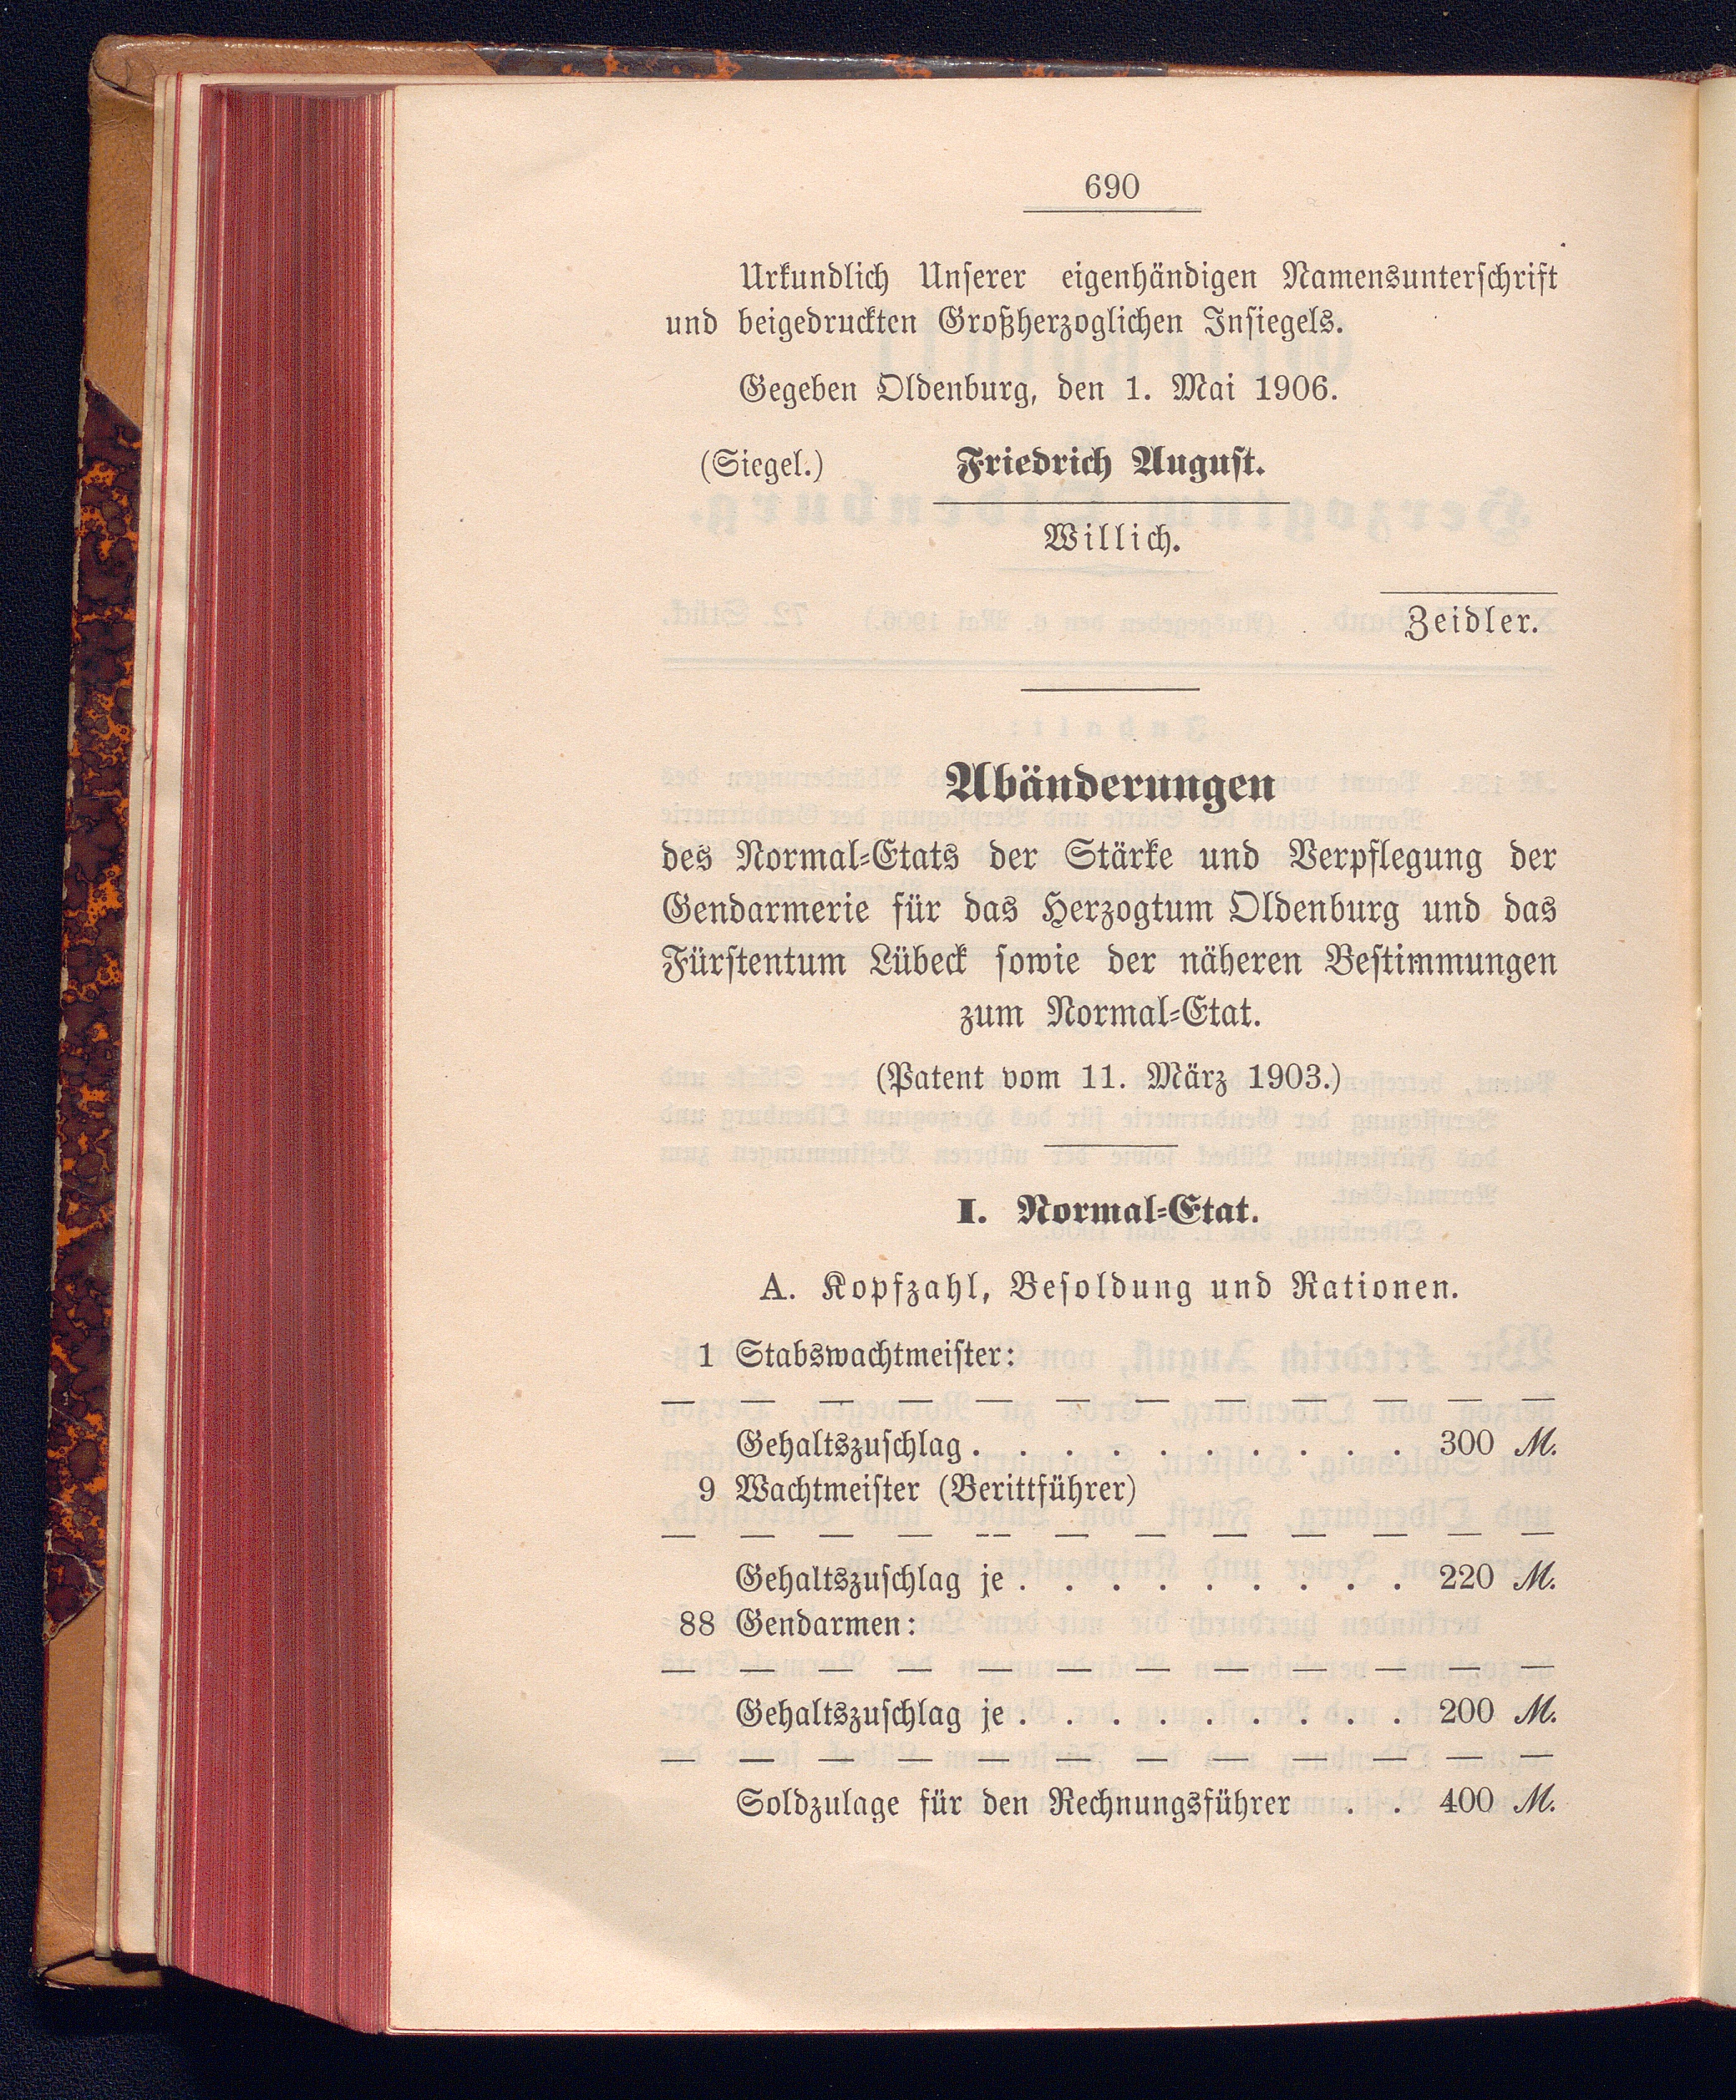 690
Urkundlich Unserer eigenhändigen Namensunterschrift
und beigedruckten Großherzoglichen Insiegels.
Gegeben Oldenburg, den 1. Mai 1906.
(Siegel.) Friedrich August.
Willich.
Zeidler.
Abänderungen
des Normal-Etats der Stärke und Verpflegung der
Gendarmerie für das Herzogtum Oldenburg und das
Fürstentum Lübeck sowie der näheren Bestimmungen
zum Normal-Etat.
(Patent vom 11. März 1903.)
I. Normal-Etat.
A. Kopfzahl, Besoldung und Rationen.
1 Stabswachtmeister:
— — — — — — — — — — — —
Gehaltszuschlag . . . . . . . . . . 300 M.
9 Wachtmeister (Berittführer)
— — — — -- — — — — — — —
Gehaltszuschlag je . . . . . . . . . 220 M.
88 Gendarmen:
— — — — — — — — — — — —
Gehaltszuschlag je . . . . . . . . . 200 M.
— — — — — — — — — — — —
Soldzulage für den Rechnungsführer . . 400 M.